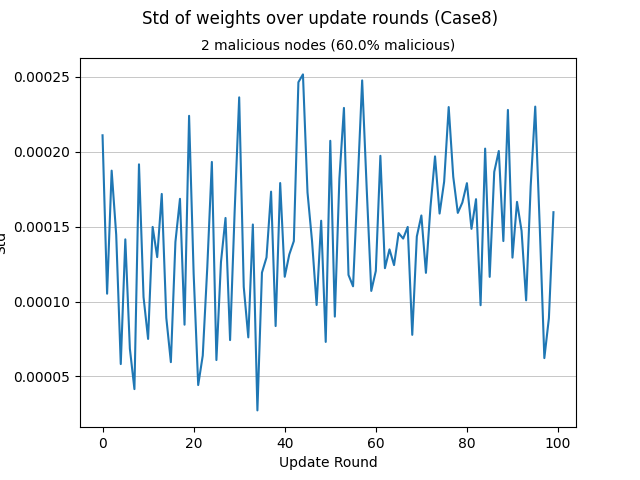 Std of weights over update rounds (Case8)
2 malicious nodes (60.0% malicious)
0.00025
0.00020
0.00015
0.00010
0.00005
Std
0
20
40
60
80
100
Update Round